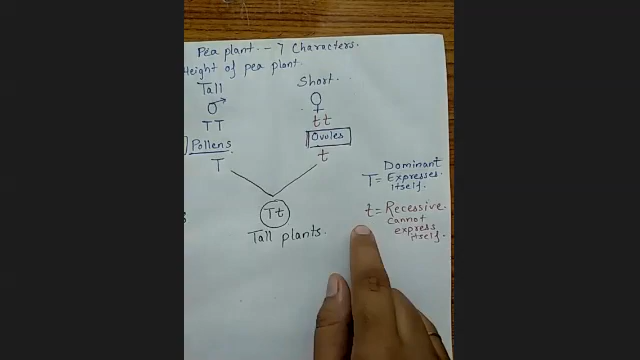 Pea plant - 7 Characters.
Height of pea plant
Tall
Short
TT
tt
Pollens
Ovules
T
t
Tt
Tall plants.
T = Dominant
Expresses
itself.
t = Recessive.
Cannot
express
itself.